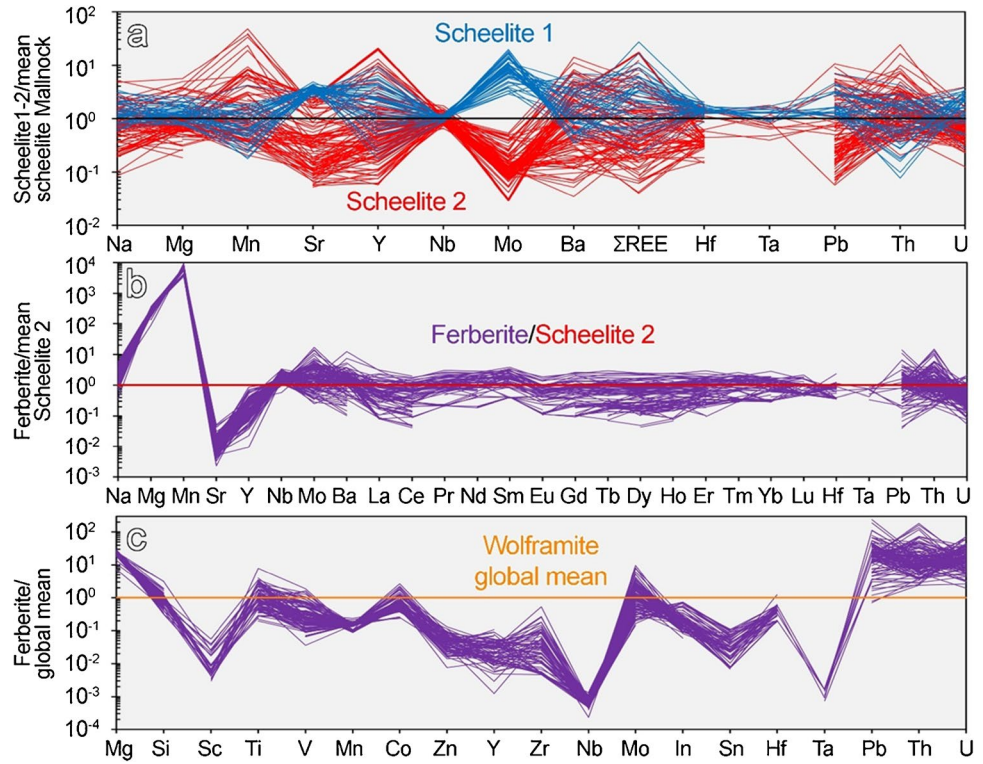 Scheelite1-2/mean
scheelite Mallnock
10²
10¹
10⁰
10⁻¹
10⁻²
a
Scheelite 1
Scheelite 2
Na Mg Mn Sr Y Nb Mo Ba ΣREE Hf Ta Pb Th U
Ferberite/mean
Scheelite 2
10⁴
10³
10²
10¹
10⁰
10⁻¹
10⁻²
10⁻³
b
Ferberite/Scheelite 2
Na Mg Mn Sr Y Nb Mo Ba La Ce Pr Nd Sm Eu Gd Tb Dy Ho Er Tm Yb Lu Hf Ta Pb Th U
Ferberite/
global mean
10²
10¹
10⁰
10⁻¹
10⁻²
10⁻³
10⁻⁴
c
Wolframite
global mean
Mg Si Sc Ti V Mn Co Zn Y Zr Nb Mo In Sn Hf Ta Pb Th U